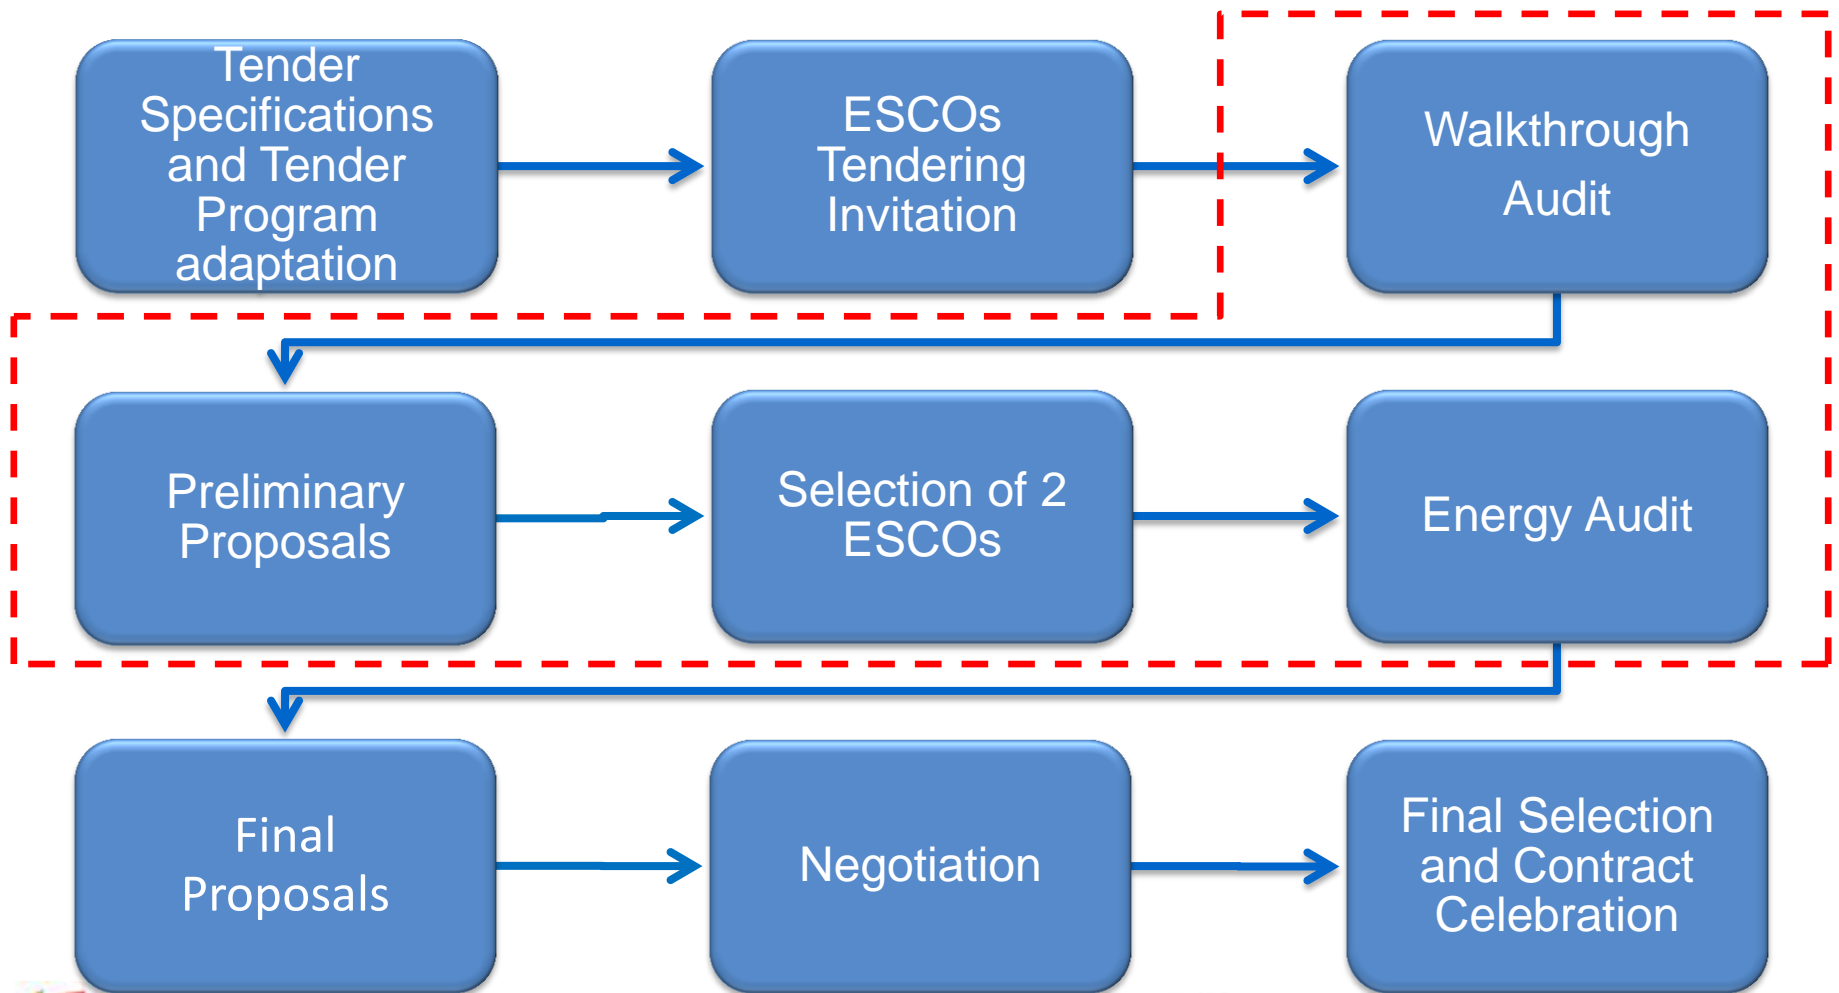 Tender
Specifications
and Tender
Program
adaptation
ESCOs
Tendering
Invitation
Walkthrough
Audit
Preliminary
Proposals
Selection of 2
ESCOs
Energy Audit
Final
Proposals
Negotiation
Final Selection
and Contract
Celebration